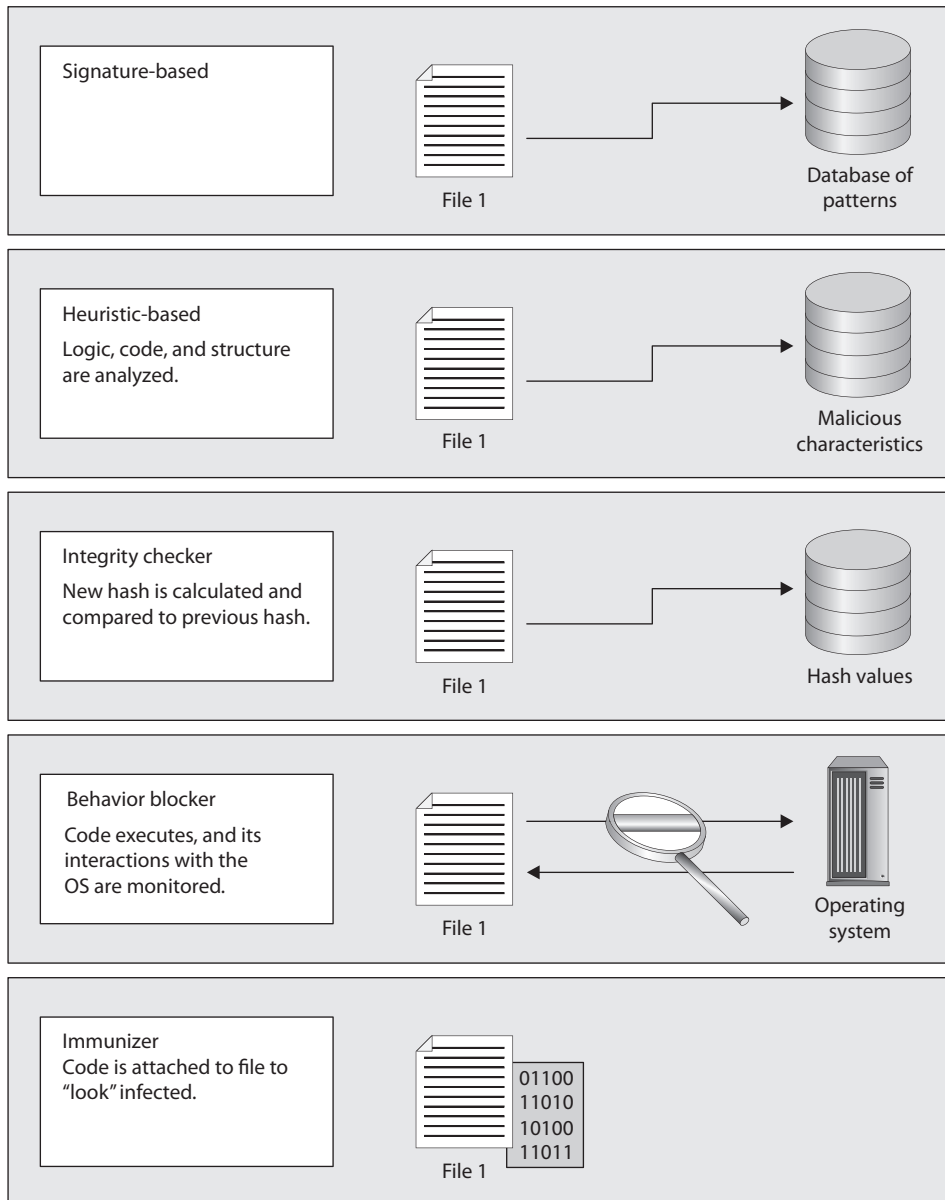 Signature-based
File 1
Database of
patterns
Heuristic-based
Logic, code, and structure
are analyzed.
File 1
Malicious
characteristics
Integrity checker
New hash is calculated and
compared to previous hash.
File 1
Hash values
Behavior blocker
Code executes, and its
interactions with the
OS are monitored.
File 1
Operating
system
Immunizer
Code is attached to file to
“look” infected.
01100
11010
10100
11011
File 1